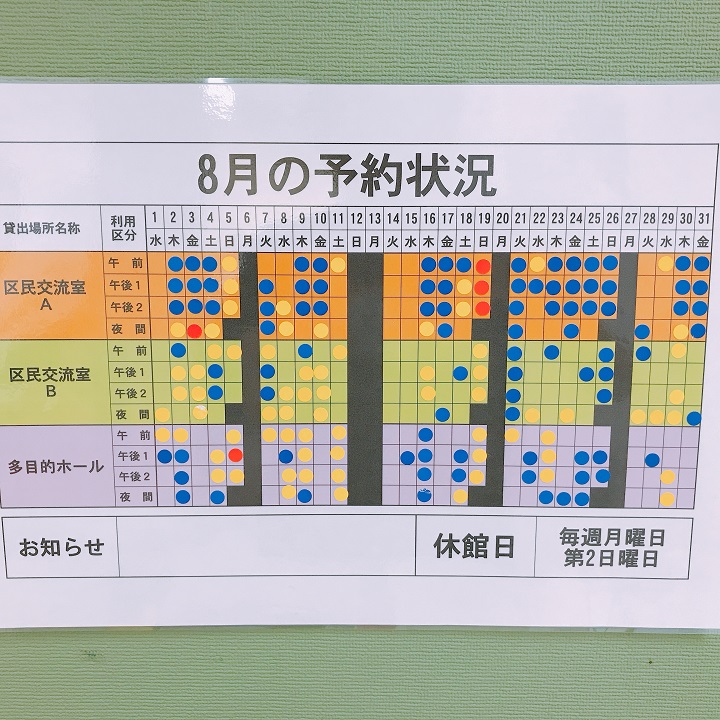 8月の予約状況
貸出場所名称 利用区分 1 2 3 4 5 6 7 8 9 10 11 12 13 14 15 16 17 18 19 20 21 22 23 24 25 26 27 28 29 30 31
水 木 金 土 日 月 火 水 木 金 土 日 月 火 水 木 金 土 日 月 火 水 木 金 土 日 月 火 水 木 金
区民交流室 A
午前
午後1
午後2
夜間
区民交流室 B
午前
午後1
午後2
夜間
多目的ホール
午前
午後1
午後2
夜間
お知らせ
休館日
毎週月曜日
第2日曜日